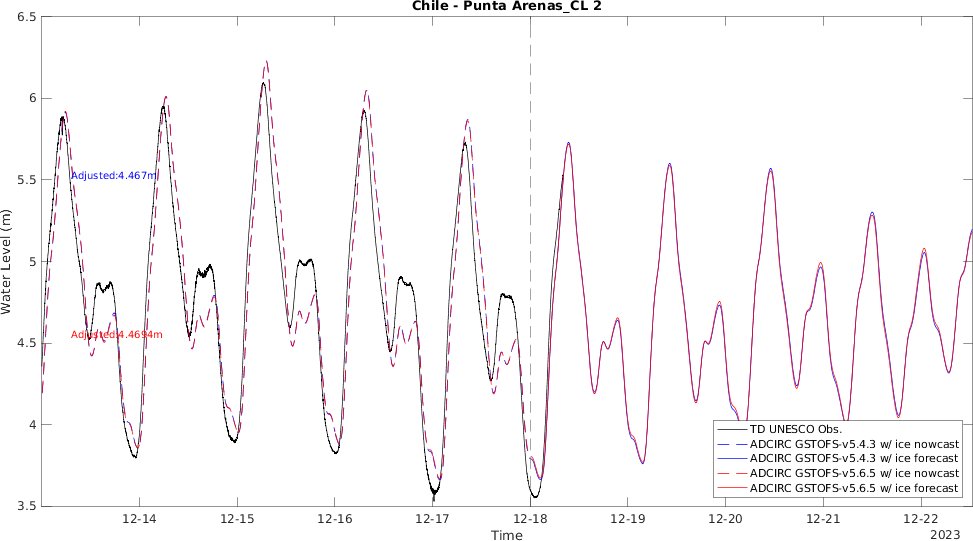 Chile - Punta Arenas_CL 2
6.5
6
5.5
5
4.5
4
3.5
Water Level (m)
Adjusted:4.467m
Adjusted:4.4694m
TD UNESCO Obs.
ADCIRC GSTOFS-v5.4.3 w/ ice nowcast
ADCIRC GSTOFS-v5.4.3 w/ ice forecast
ADCIRC GSTOFS-v5.6.5 w/ ice nowcast
ADCIRC GSTOFS-v5.6.5 w/ ice forecast
12-14 12-15 12-16 12-17 12-18 12-19 12-20 12-21 12-22
Time
2023